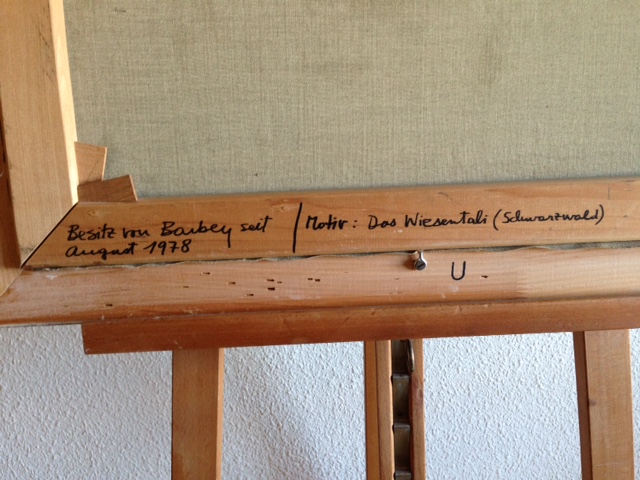 Besitz von Barbey seit
august 1978
Motiv: Das Wiesentali (Schwarzwald)
U